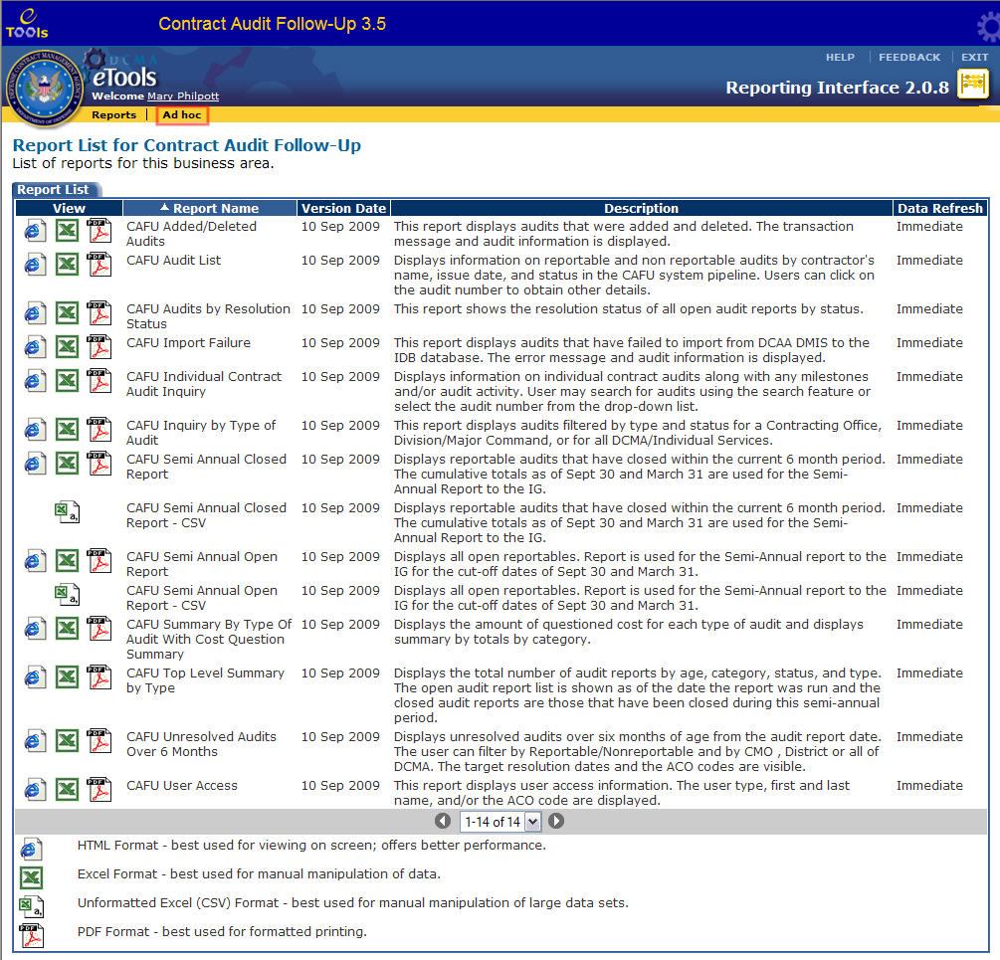 e
TOOls
Contract Audit Follow-Up 3.5
HELP FEEDBACK EXIT
DCMA
eTools
Welcome Mary Philpott
Reporting Interface 2.0.8
Reports | Ad hoc
Report List for Contract Audit Follow-Up
List of reports for this business area.
Report List
View Report Name Version Date Description Data Refresh
CAFU Added/Deleted 10 Sep 2009 This report displays audits that were added and deleted. The transaction Immediate
Audits message and audit information is displayed.
CAFU Audit List 10 Sep 2009 Displays information on reportable and non reportable audits by contractor's Immediate
name, issue date, and status in the CAFU system pipeline. Users can click on
the audit number to obtain other details.
CAFU Audits by Resolution 10 Sep 2009 This report shows the resolution status of all open audit reports by status. Immediate
Status
CAFU Import Failure 10 Sep 2009 This report displays audits that have failed to import from DCAA DMIS to the Immediate
IDB database. The error message and audit information is displayed.
CAFU Individual Contract 10 Sep 2009 Displays information on individual contract audits along with any milestones Immediate
Audit Inquiry and/or audit activity. User may search for audits using the search feature or
select the audit number from the drop-down list.
CAFU Inquiry by Type of 10 Sep 2009 This report displays audits filtered by type and status for a Contracting Office, Immediate
Audit Division/Major Command, or for all DCMA/Individual Services.
CAFU Semi Annual Closed 10 Sep 2009 Displays reportable audits that have closed within the current 6 month period. Immediate
Report The cumulative totals as of Sept 30 and March 31 are used for the Semi-
Annual Report to the IG.
CAFU Semi Annual Closed 10 Sep 2009 Displays reportable audits that have closed within the current 6 month period. Immediate
Report - CSV The cumulative totals as of Sept 30 and March 31 are used for the Semi-
Annual Report to the IG.
CAFU Semi Annual Open 10 Sep 2009 Displays all open reportables. Report is used for the Semi-Annual report to the Immediate
Report IG for the cut-off dates of Sept 30 and March 31.
CAFU Semi Annual Open 10 Sep 2009 Displays all open reportables. Report is used for the Semi-Annual report to the Immediate
Report - CSV IG for the cut-off dates of Sept 30 and March 31.
CAFU Summary By Type Of 10 Sep 2009 Displays the amount of questioned cost for each type of audit and displays Immediate
Audit With Cost Question summary by totals by category.
Summary
CAFU Top Level Summary 10 Sep 2009 Displays the total number of audit reports by age, category, status, and type. Immediate
by Type The open audit report list is shown as of the date the report was run and the
closed audit reports are those that have been closed during this semi-annual
period.
CAFU Unresolved Audits 10 Sep 2009 Displays unresolved audits over six months of age from the audit report date. Immediate
Over 6 Months The user can filter by Reportable/Nonreportable and by CMO , District or all of
DCMA. The target resolution dates and the ACO codes are visible.
CAFU User Access 10 Sep 2009 This report displays user access information. The user type, first and last Immediate
name, and/or the ACO code are displayed.
1-14 of 14
HTML Format - best used for viewing on screen; offers better performance.
Excel Format - best used for manual manipulation of data.
Unformatted Excel (CSV) Format - best used for manual manipulation of large data sets.
PDF Format - best used for formatted printing.